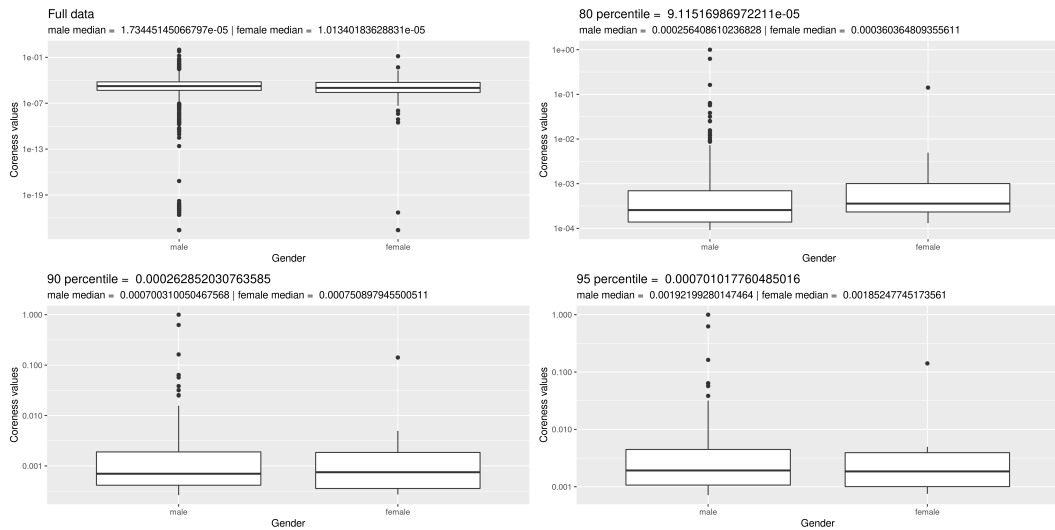 Full data
male median = 1.73445145066797e-05 | female median = 1.01340183628831e-05
Coreness values
1e-01
1e-07
1e-13
1e-19
male
female
Gender
80 percentile = 9.11516986972211e-05
male median = 0.000256408610236828 | female median = 0.000360364809355611
Coreness values
1e+00
1e-01
1e-02
1e-03
1e-04
male
female
Gender
90 percentile = 0.000262852030763585
male median = 0.000700310050467568 | female median = 0.000750897945500511
Coreness values
1.000
0.100
0.010
0.001
male
female
Gender
95 percentile = 0.000701017760485016
male median = 0.00192199280147464 | female median = 0.00185247745173561
Coreness values
1.000
0.100
0.010
0.001
male
female
Gender